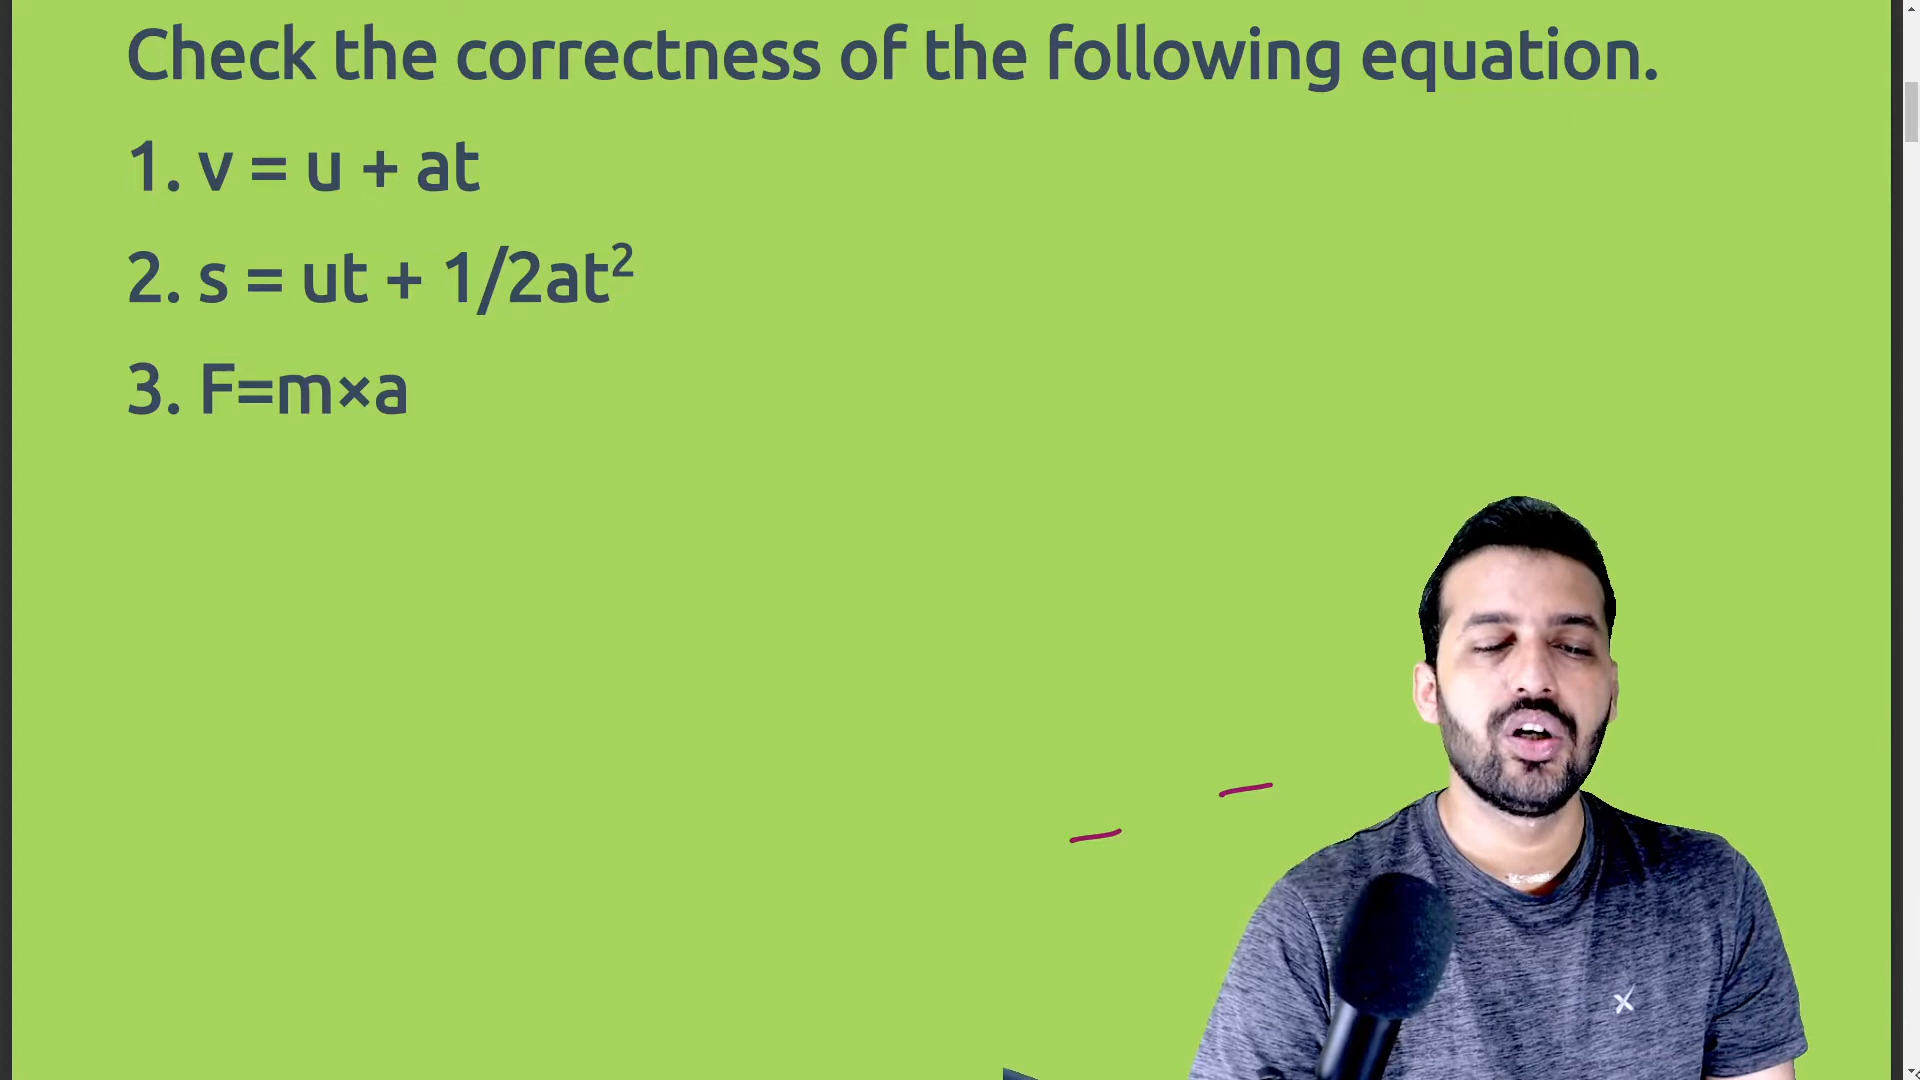 Check the correctness of the following equation.
1. v = u + at
2. s = ut + 1/2at²
3. F=m×a